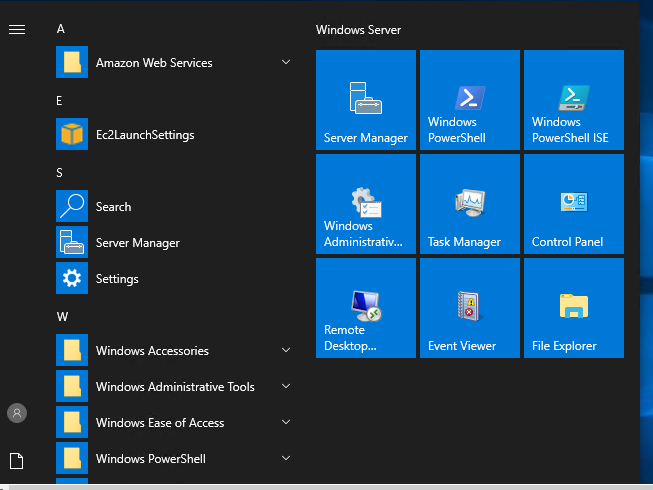 A
Amazon Web Services
E
Ec2LaunchSettings
S
Search
Server Manager
Settings
W
Windows Accessories
Windows Administrative Tools
Windows Ease of Access
Windows PowerShell
Windows Server
Server Manager
Windows
PowerShell
Windows
PowerShell ISE
Windows
Administrativ...
Task Manager
Control Panel
Remote
Desktop...
Event Viewer
File Explorer